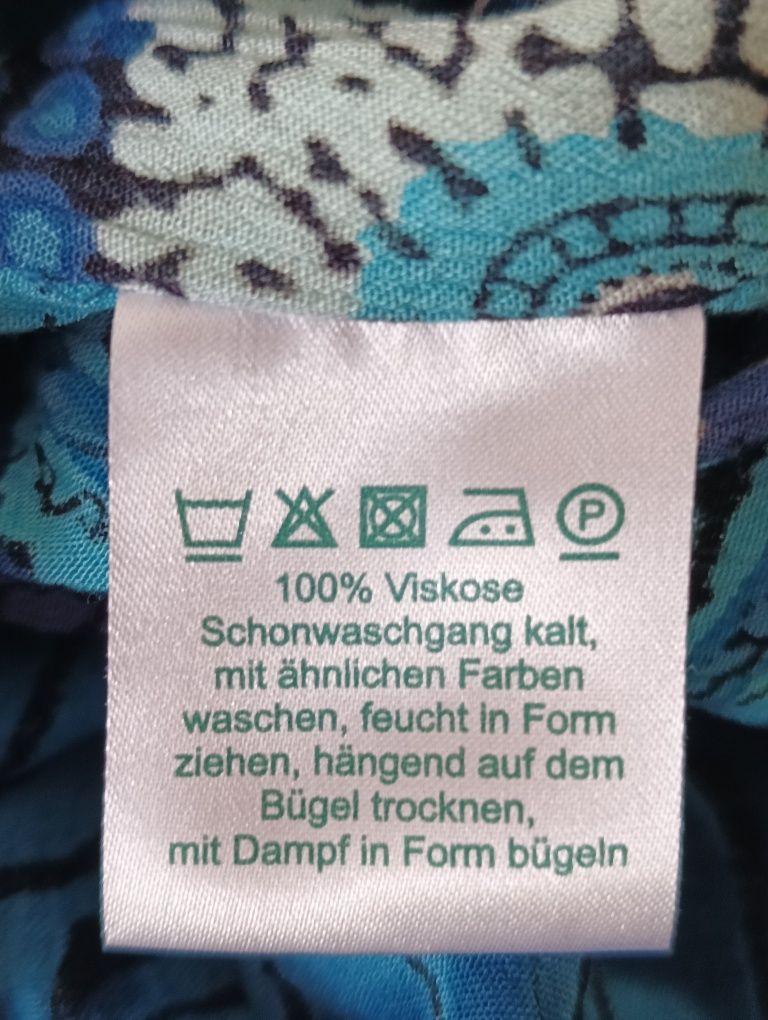 P
100% Viskose
Schonwaschgang kalt,
mit ähnlichen Farben
waschen, feucht in Form
ziehen, hängend auf dem
Bügel trocknen,
mit Dampf in Form bügeln